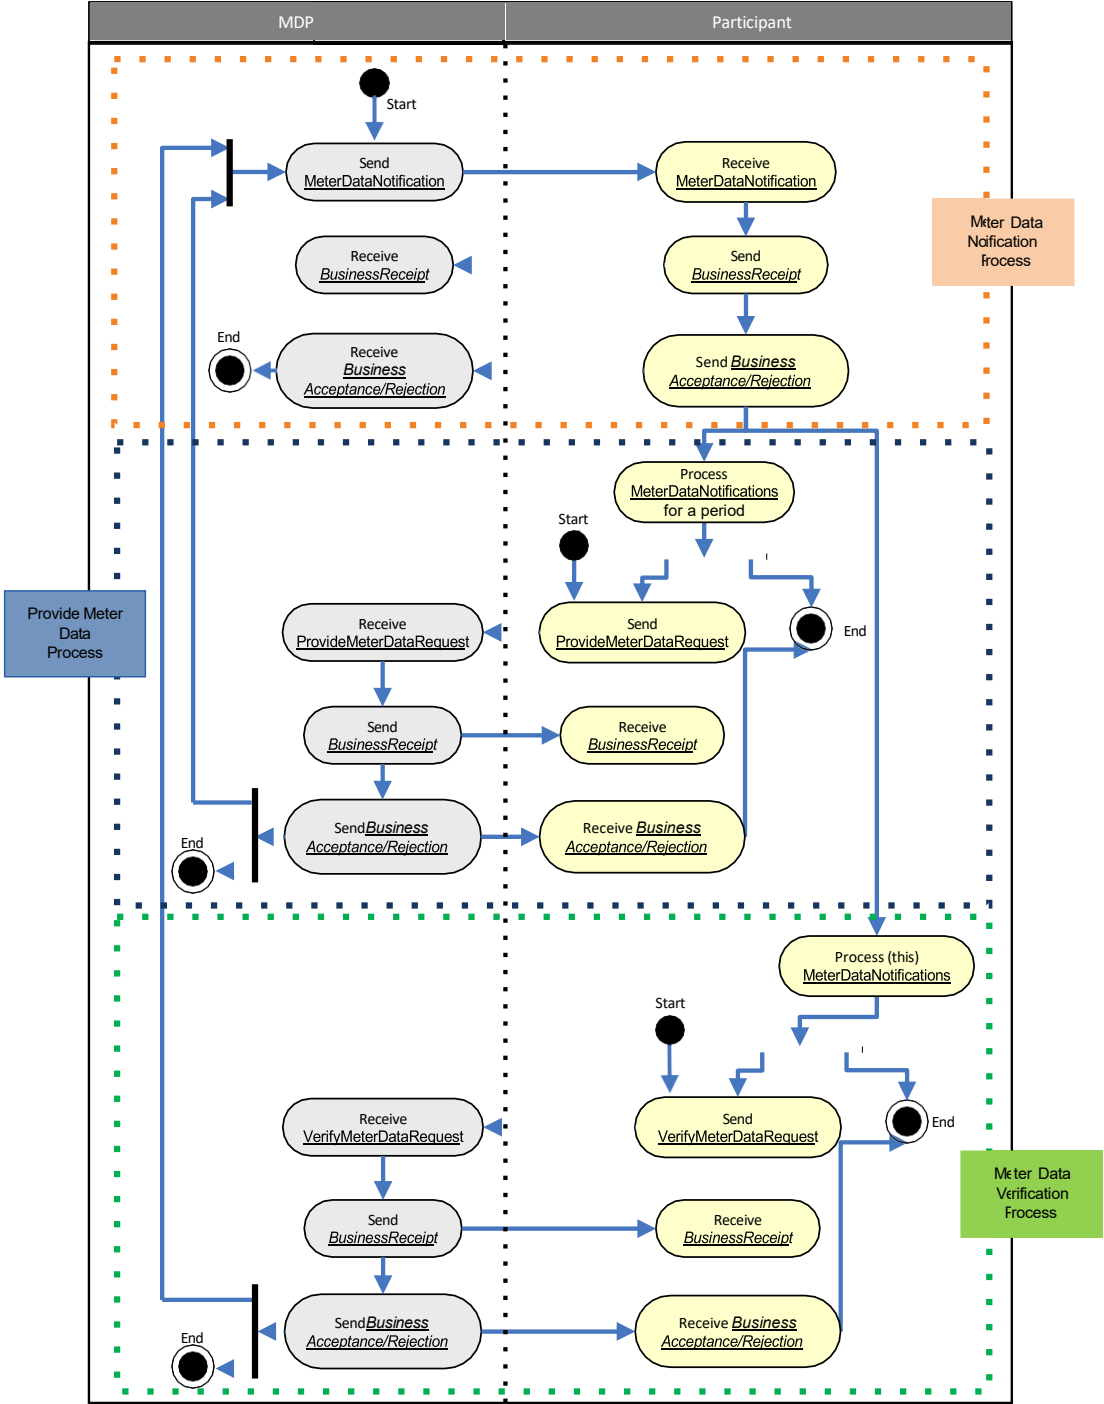 MDP
Participant
Start
Send
MeterDataNotification
Receive
MeterDataNotification
Meter Data
Notification
Process
Receive
BusinessReceipt
Send
BusinessReceipt
End
Receive
Business
Acceptance/Rejection
Send Business
Acceptance/Rejection
Process
MeterDataNotifications
for a period
Start
Provide Meter
Data
Process
Receive
ProvideMeterDataRequest
Send
ProvideMeterDataRequest
End
Send
BusinessReceipt
Receive
BusinessReceipt
SendBusiness
Acceptance/Rejection
Receive Business
Acceptance/Rejection
End
Process (this)
MeterDataNotifications
Start
Receive
VerifyMeterDataRequest
Send
VerifyMeterDataRequest
End
Meter Data
Verification
Process
Send
BusinessReceipt
Receive
BusinessReceipt
SendBusiness
Acceptance/Rejection
Receive Business
Acceptance/Rejection
End